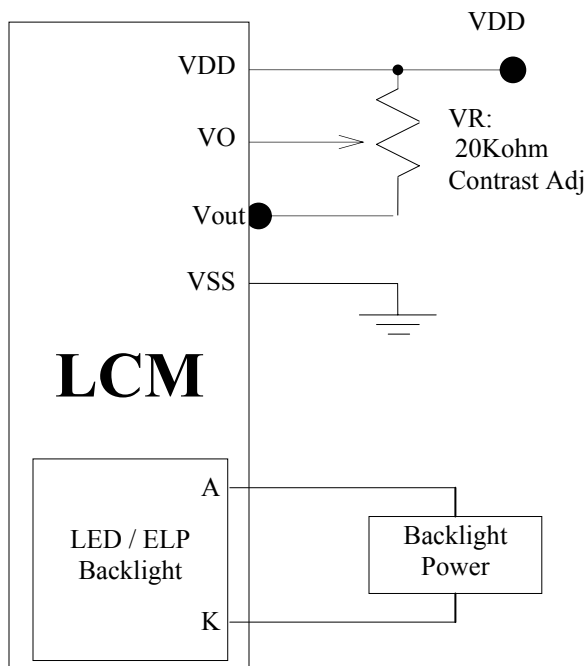 VDD
VDD
VO
VR:
20Kohm
Contrast Adj
Vout
VSS
LCM
A
LED / ELP
Backlight
Backlight
Power
K